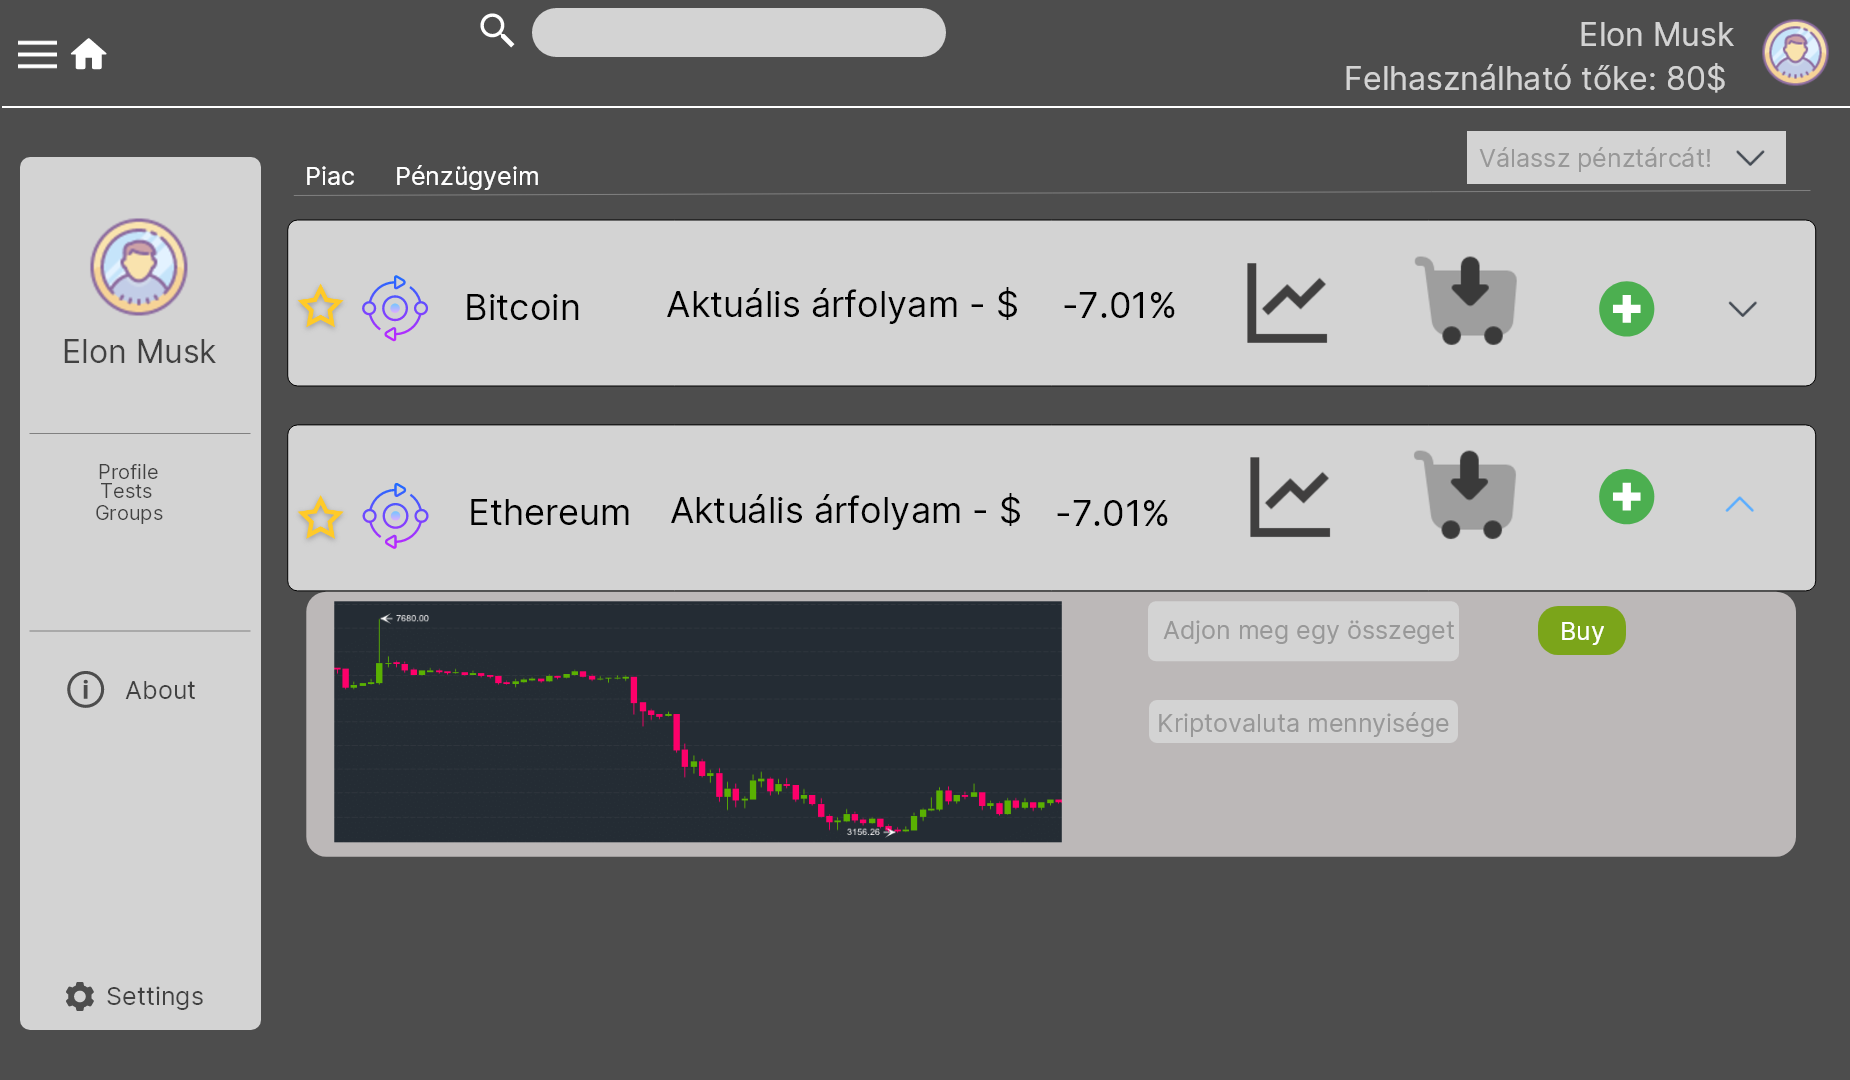 Elon Musk
Felhasználható tőke: 80$
Válassz pénztárcát!
Piac Pénzügyeim
Elon Musk
Profile
Tests
Groups
About
Settings
Bitcoin Aktuális árfolyam - $ -7.01%
Ethereum Aktuális árfolyam - $ -7.01%
7680.00
3156.26
Adjon meg egy összeget
Buy
Kriptovaluta mennyisége